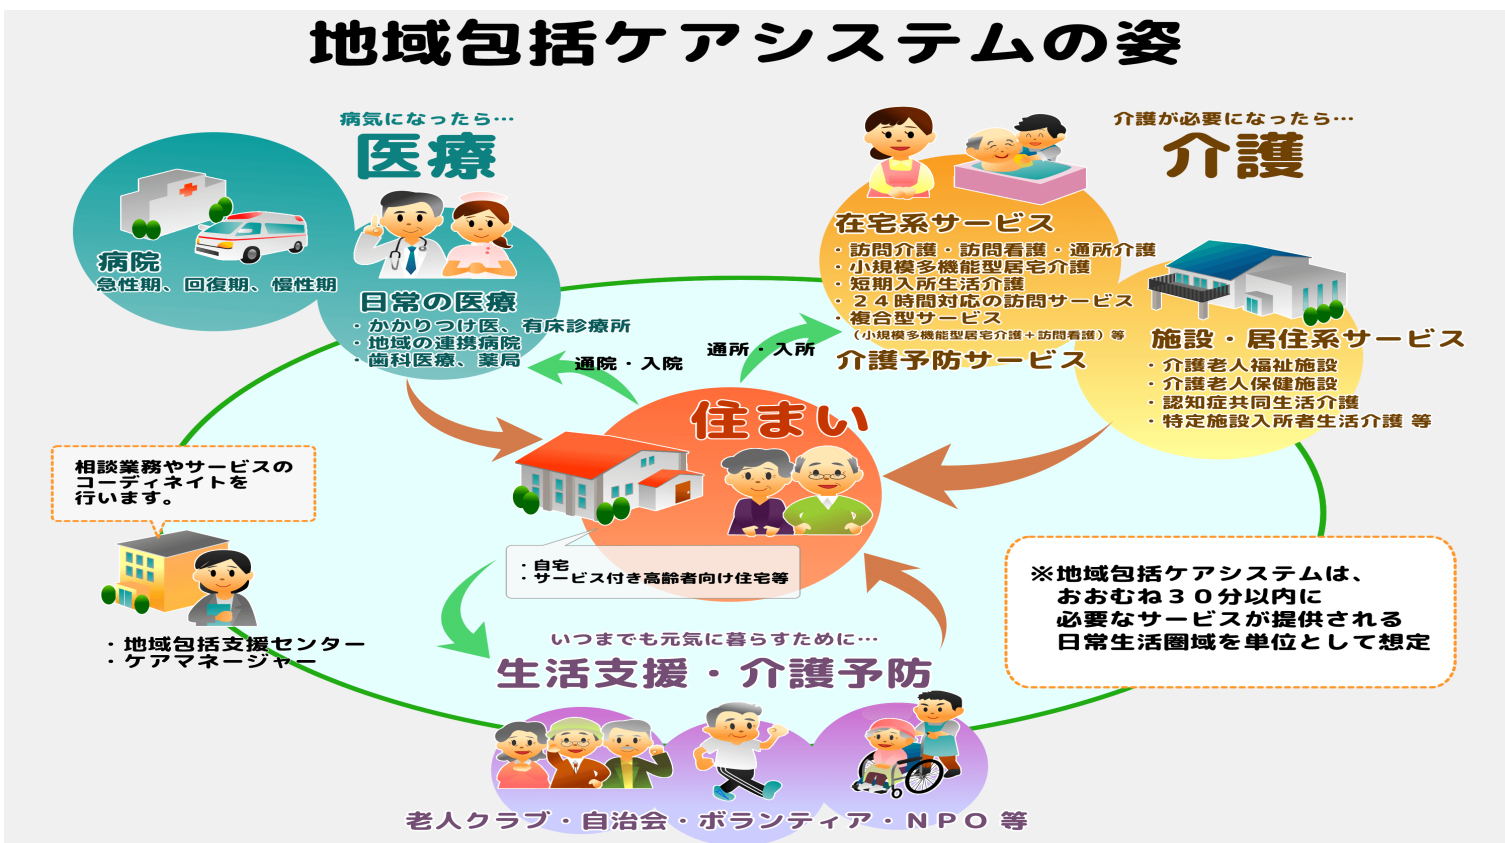 地域包括ケアシステムの姿
病気になったら…
医療
病院
急性期、回復期、慢性期
日常の医療
・かかりつけ医、有床診療所
・地域の連携病院
・歯科医療、薬局
介護が必要になったら…
介護
在宅系サービス
・訪問介護・訪問看護・通所介護
・小規模多機能型居宅介護
・短期入所生活介護
・２４時間対応の訪問サービス
・複合型サービス
（小規模多機能型居宅介護＋訪問看護）等
介護予防サービス
施設・居住系サービス
・介護老人福祉施設
・介護老人保健施設
・認知症共同生活介護
・特定施設入所者生活介護 等
通院・入院
通所・入所
住まい
・自宅
・サービス付き高齢者向け住宅等
相談業務やサービスの
コーディネイトを
行います。
・地域包括支援センター
・ケアマネージャー
いつまでも元気に暮らすために…
生活支援・介護予防
老人クラブ・自治会・ボランティア・ＮＰＯ 等
※地域包括ケアシステムは、
おおむね３０分以内に
必要なサービスが提供される
日常生活圏域を単位として想定